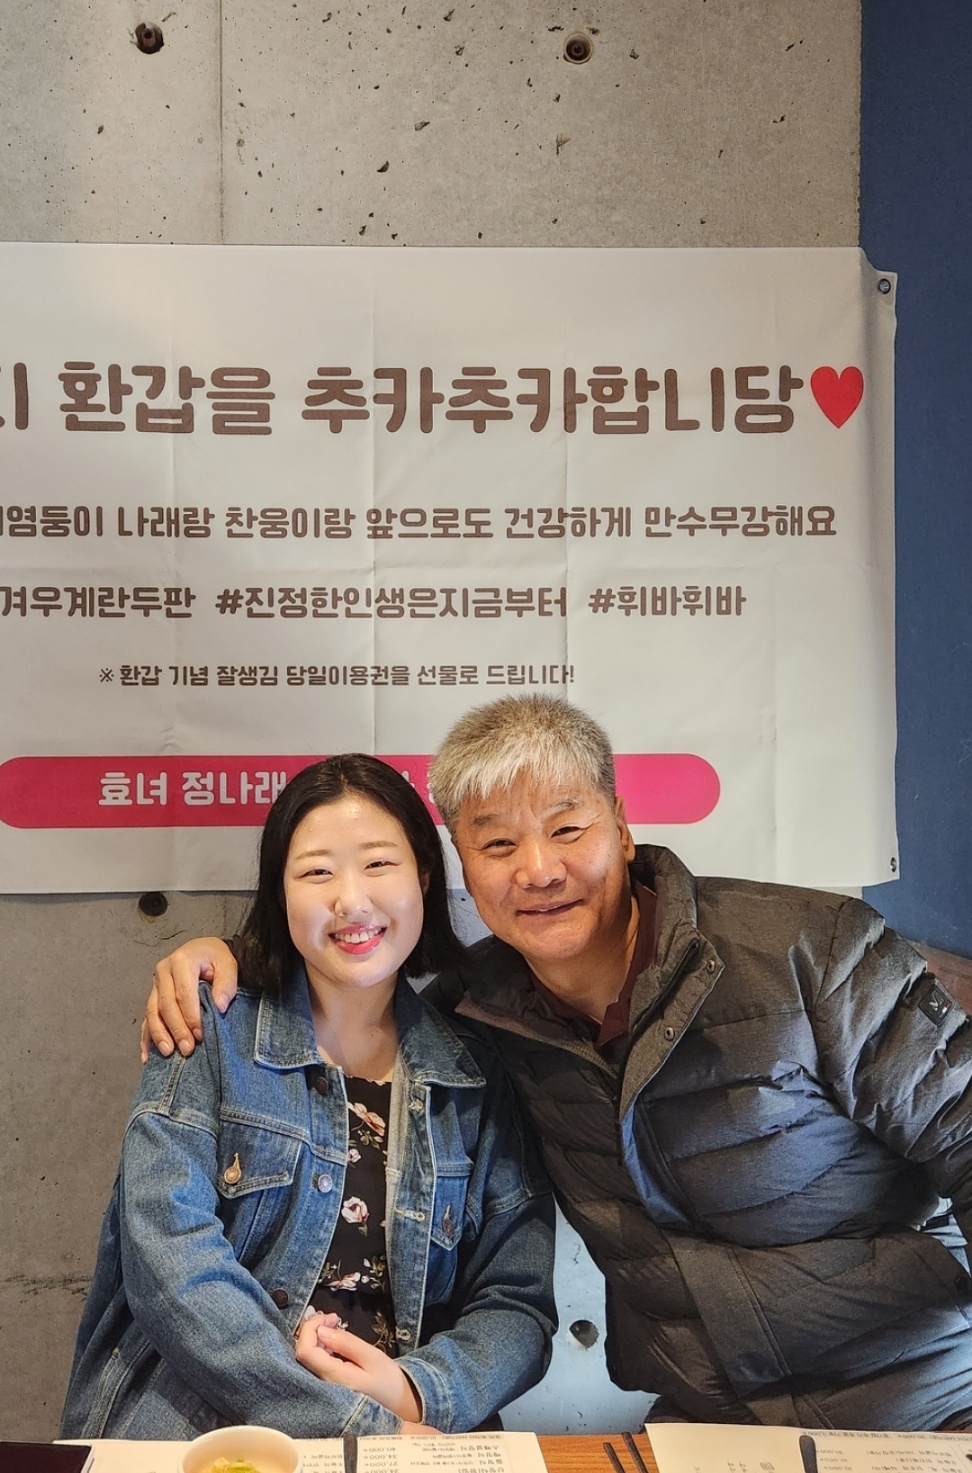 환갑을 추카추카합니당♥
염둥이 나래랑 찬웅이랑 앞으로도 건강하게 만수무강해요
겨우계란두판 #진정한인생은지금부터 #휘바휘바
※ 환갑 기념 잘생김 당일이용권을 선물로 드립니다!
효녀 정나래